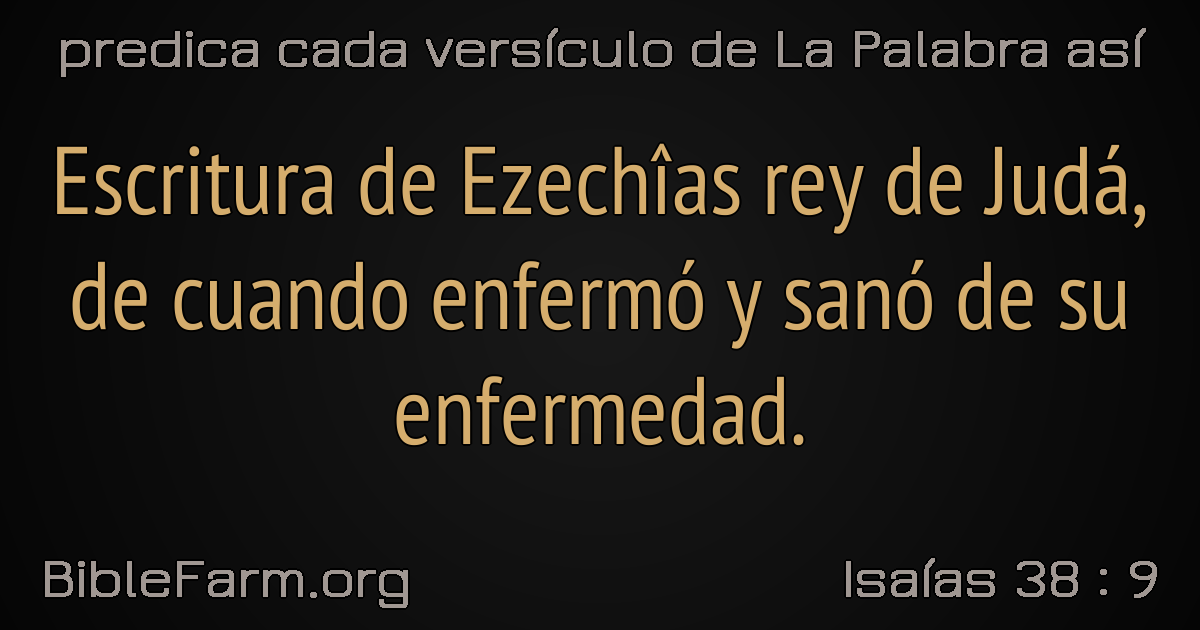 predica cada versículo de La Palabra así
Escritura de Ezechîas rey de Judá,
de cuando enfermó y sanó de su
enfermedad.
BibleFarm.org
Isaías 38 : 9